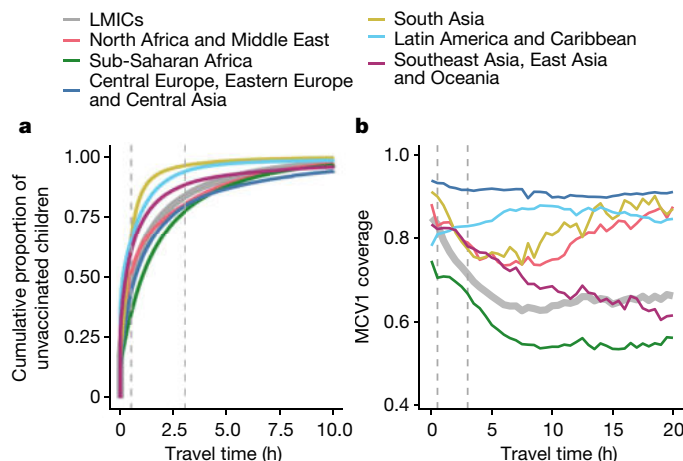 LMICs
North Africa and Middle East
Sub-Saharan Africa
Central Europe, Eastern Europe
and Central Asia
South Asia
Latin America and Caribbean
Southeast Asia, East Asia
and Oceania
a
Cumulative proportion of
unvaccinated children
1.00
0.75
0.50
0.25
0
0 2.5 5.0 7.5 10.0
Travel time (h)
b
MCV1 coverage
1.0
0.8
0.6
0.4
0 5 10 15 20
Travel time (h)